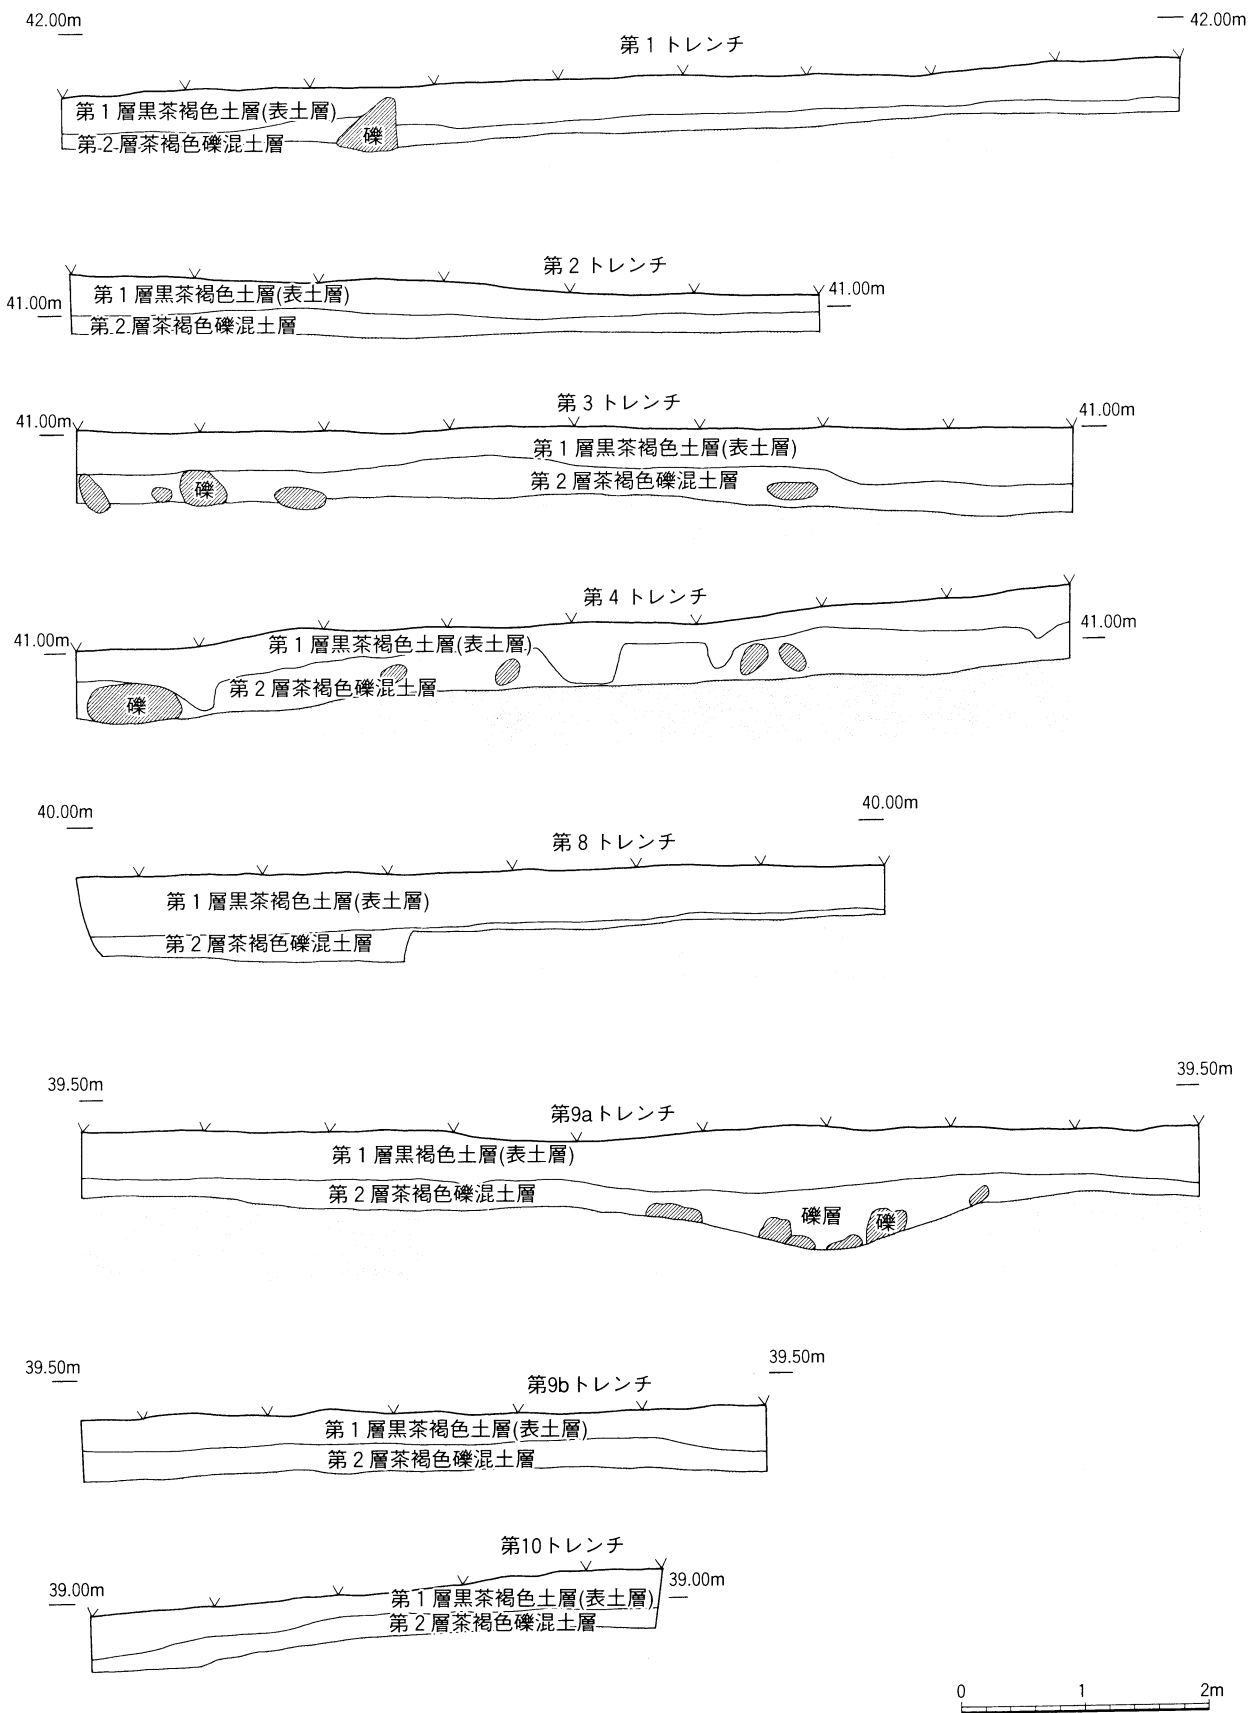 42.00m
42.00m
第1トレンチ
第1層黒茶褐色土層(表土層)
第2層茶褐色礫混土層
礫
第2トレンチ
41.00m
41.00m
第1層黒茶褐色土層(表土層)
第2層茶褐色礫混土層
第3トレンチ
41.00m
41.00m
第1層黒茶褐色土層(表土層)
第2層茶褐色礫混土層
礫
第4トレンチ
41.00m
41.00m
第1層黒茶褐色土層(表土層)
第2層茶褐色礫混土層
礫
40.00m
40.00m
第8トレンチ
第1層黒茶褐色土層(表土層)
第2層茶褐色礫混土層
39.50m
39.50m
第9aトレンチ
第1層黒褐色土層(表土層)
第2層茶褐色礫混土層
礫層
礫
39.50m
39.50m
第9bトレンチ
第1層黒茶褐色土層(表土層)
第2層茶褐色礫混土層
第10トレンチ
39.00m
39.00m
第1層黒茶褐色土層(表土層)
第2層茶褐色礫混土層
0 1 2m